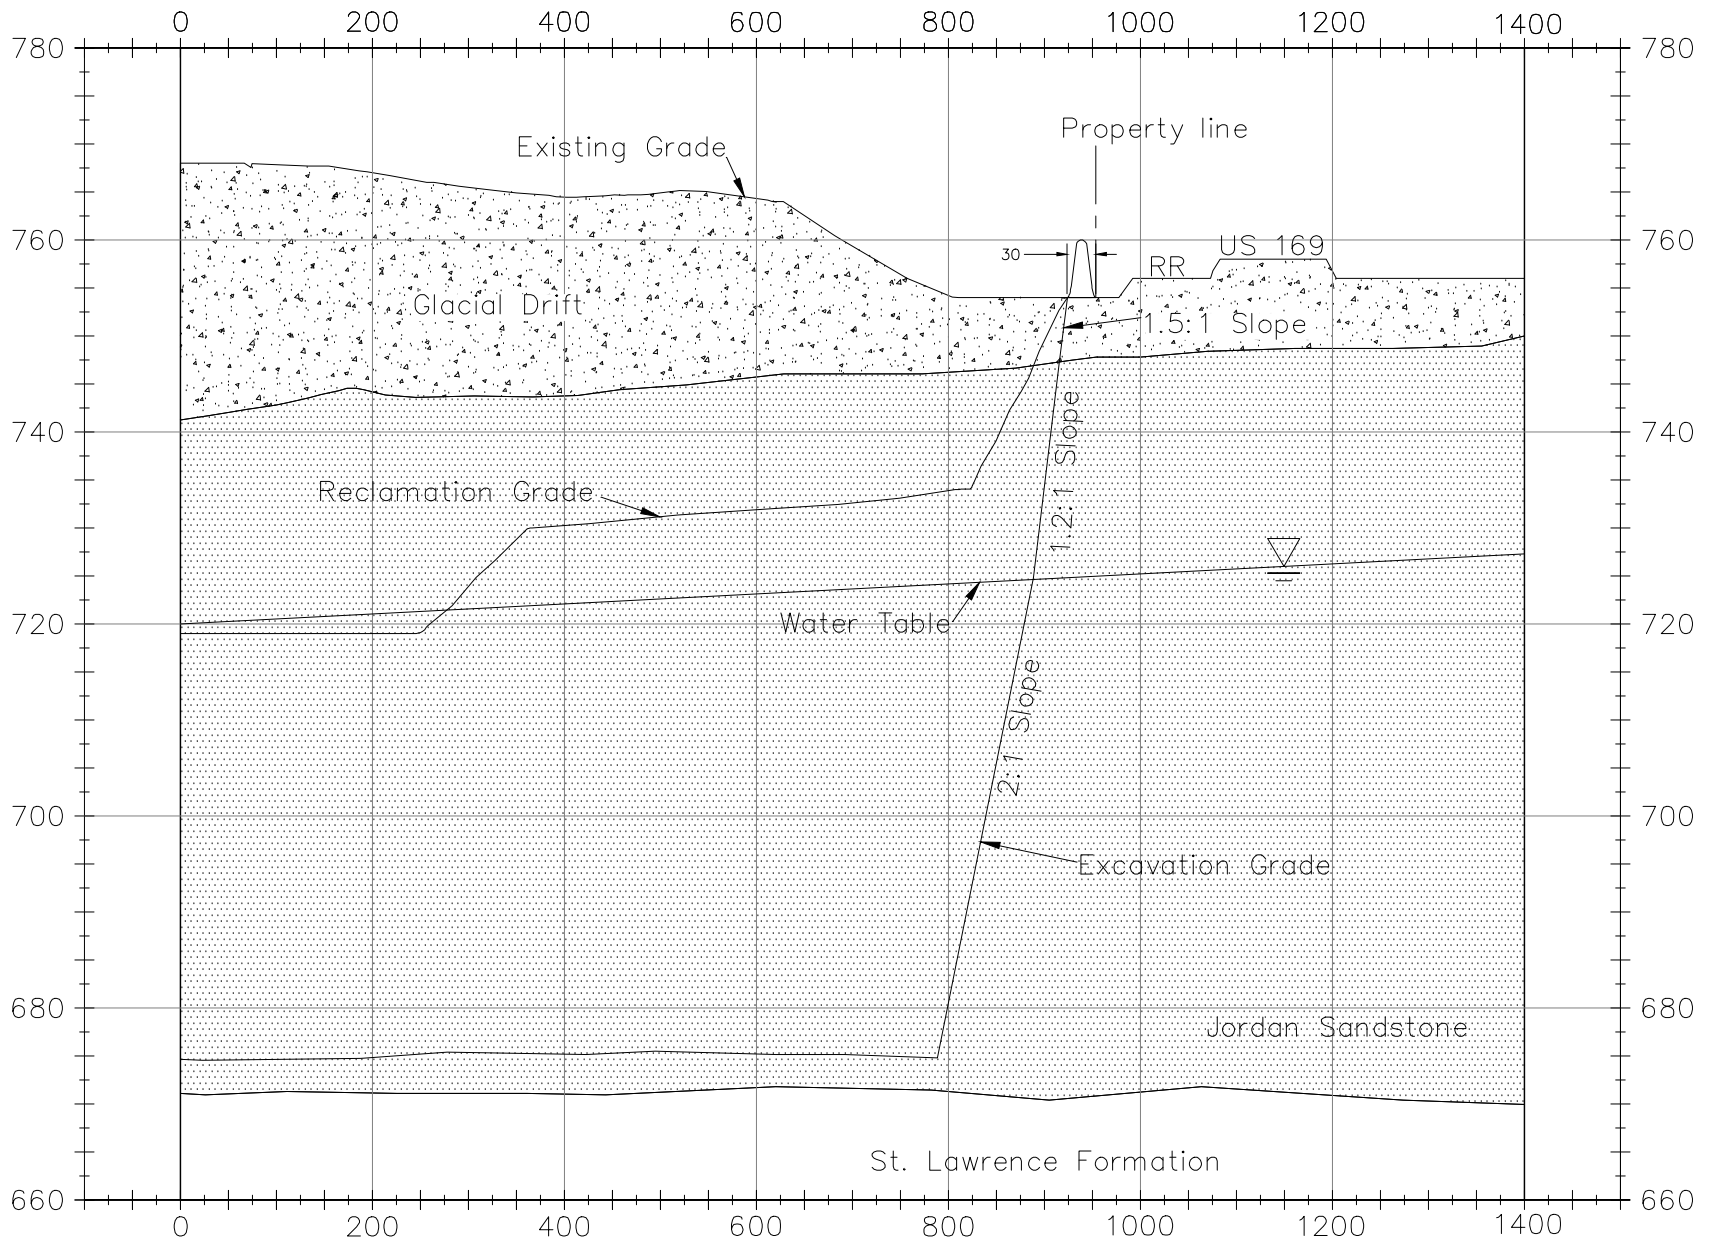 0 200 400 600 800 1000 1200 1400
780 780
Property line
Existing Grade
760 760
US 169
30
RR
Glacial Drift
1.5:1 Slope
740 740
1.2:1 Slope
Reclamation Grade
720 720
Water Table
2:1 Slope
700 700
Excavation Grade
680 680
Jordan Sandstone
St. Lawrence Formation
660 660
0 200 400 600 800 1000 1200 1400